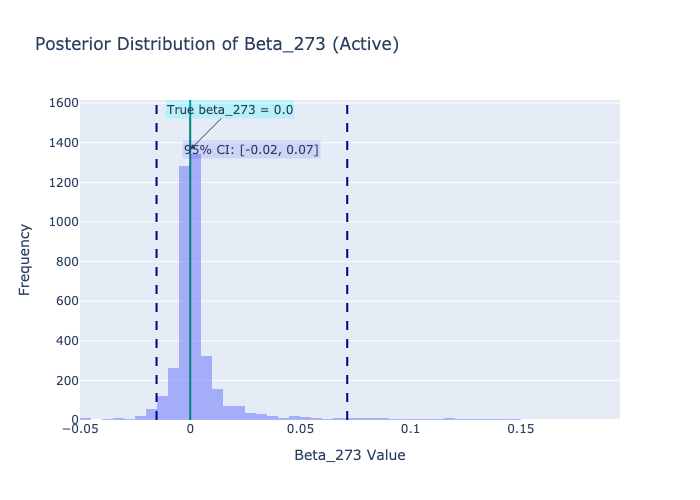 Posterior Distribution of Beta_273 (Active)
True beta_273 = 0.0
95% CI: [-0.02, 0.07]
1600
1400
1200
1000
800
600
400
200
0
Frequency
−0.05
0
0.05
0.1
0.15
Beta_273 Value